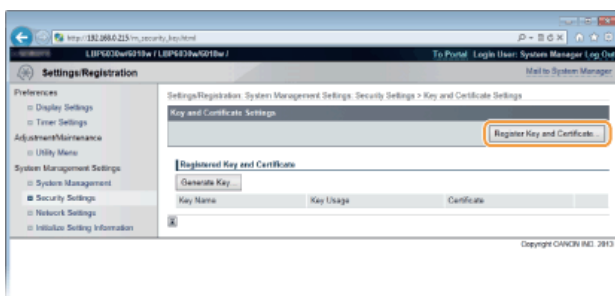 http://192.168.0.215/m_security_key.html
LBP6030w/6018w / LBP6030w/6018w /
To Portal Login User: System Manager Log Out
Settings/Registration
Mail to System Manager
Preferences
Display Settings
Timer Settings
Adjustment/Maintenance
Utility Menu
System Management Settings
System Management
Security Settings
Network Settings
Initialize Setting Information
Settings/Registration: System Management Settings: Security Settings > Key and Certificate Settings
Key and Certificate Settings
Register Key and Certificate...
Registered Key and Certificate
Generate Key...
Key Name Key Usage Certificate
Copyright CANON INC. 2013